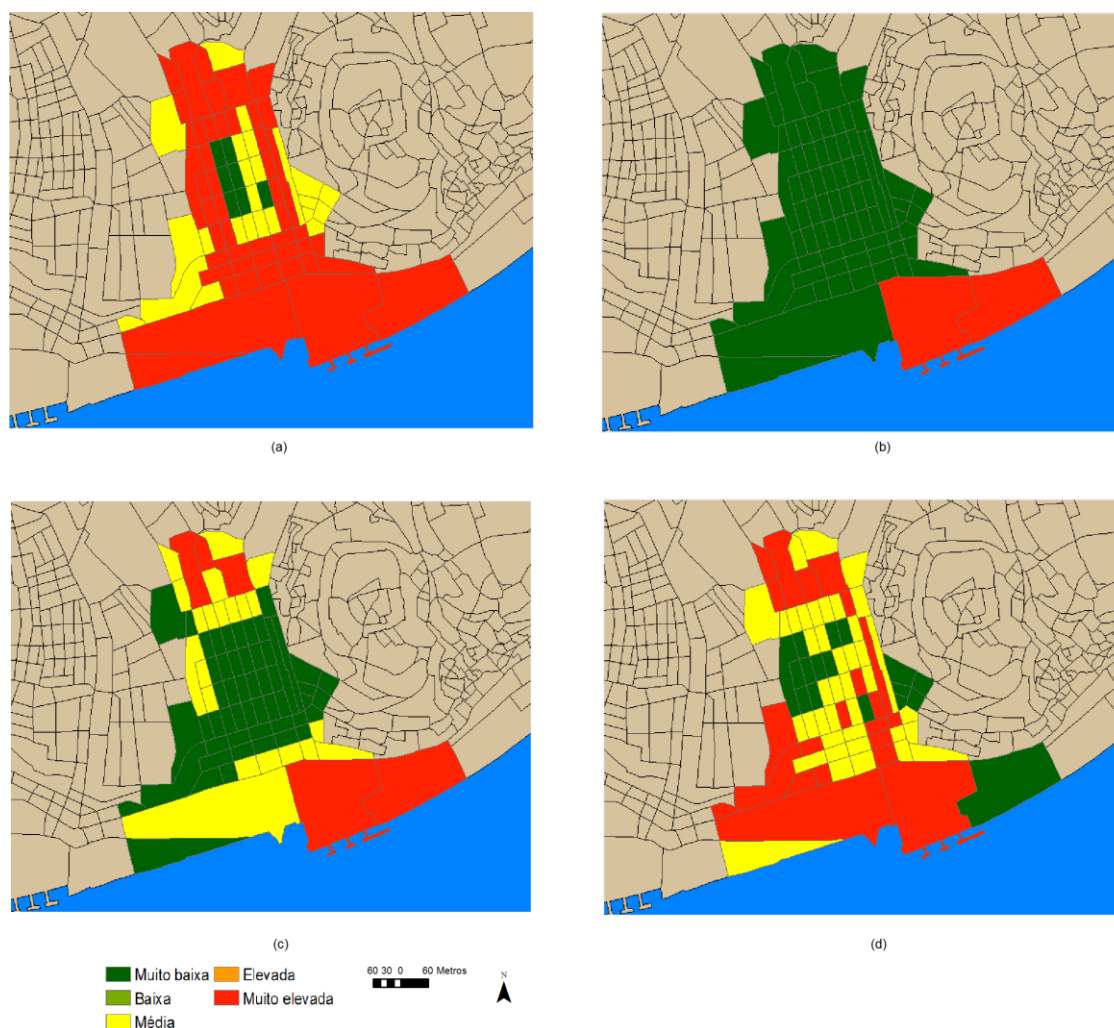 (a)
(b)
(c)
(d)
Muito baixa
Elevada
Baixa
Muito elevada
Média
60 30 0 60 Metros
N